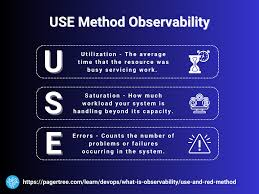 USE Method Observability
U
Utilization - The average
time that the resource was
busy servicing work.
S
Saturation - How much
workload your system is
handling beyond its capacity.
E
Errors - Counts the number
of problems or failures
occurring in the system.
https://pagertree.com/learn/devops/what-is-observability/use-and-red-method